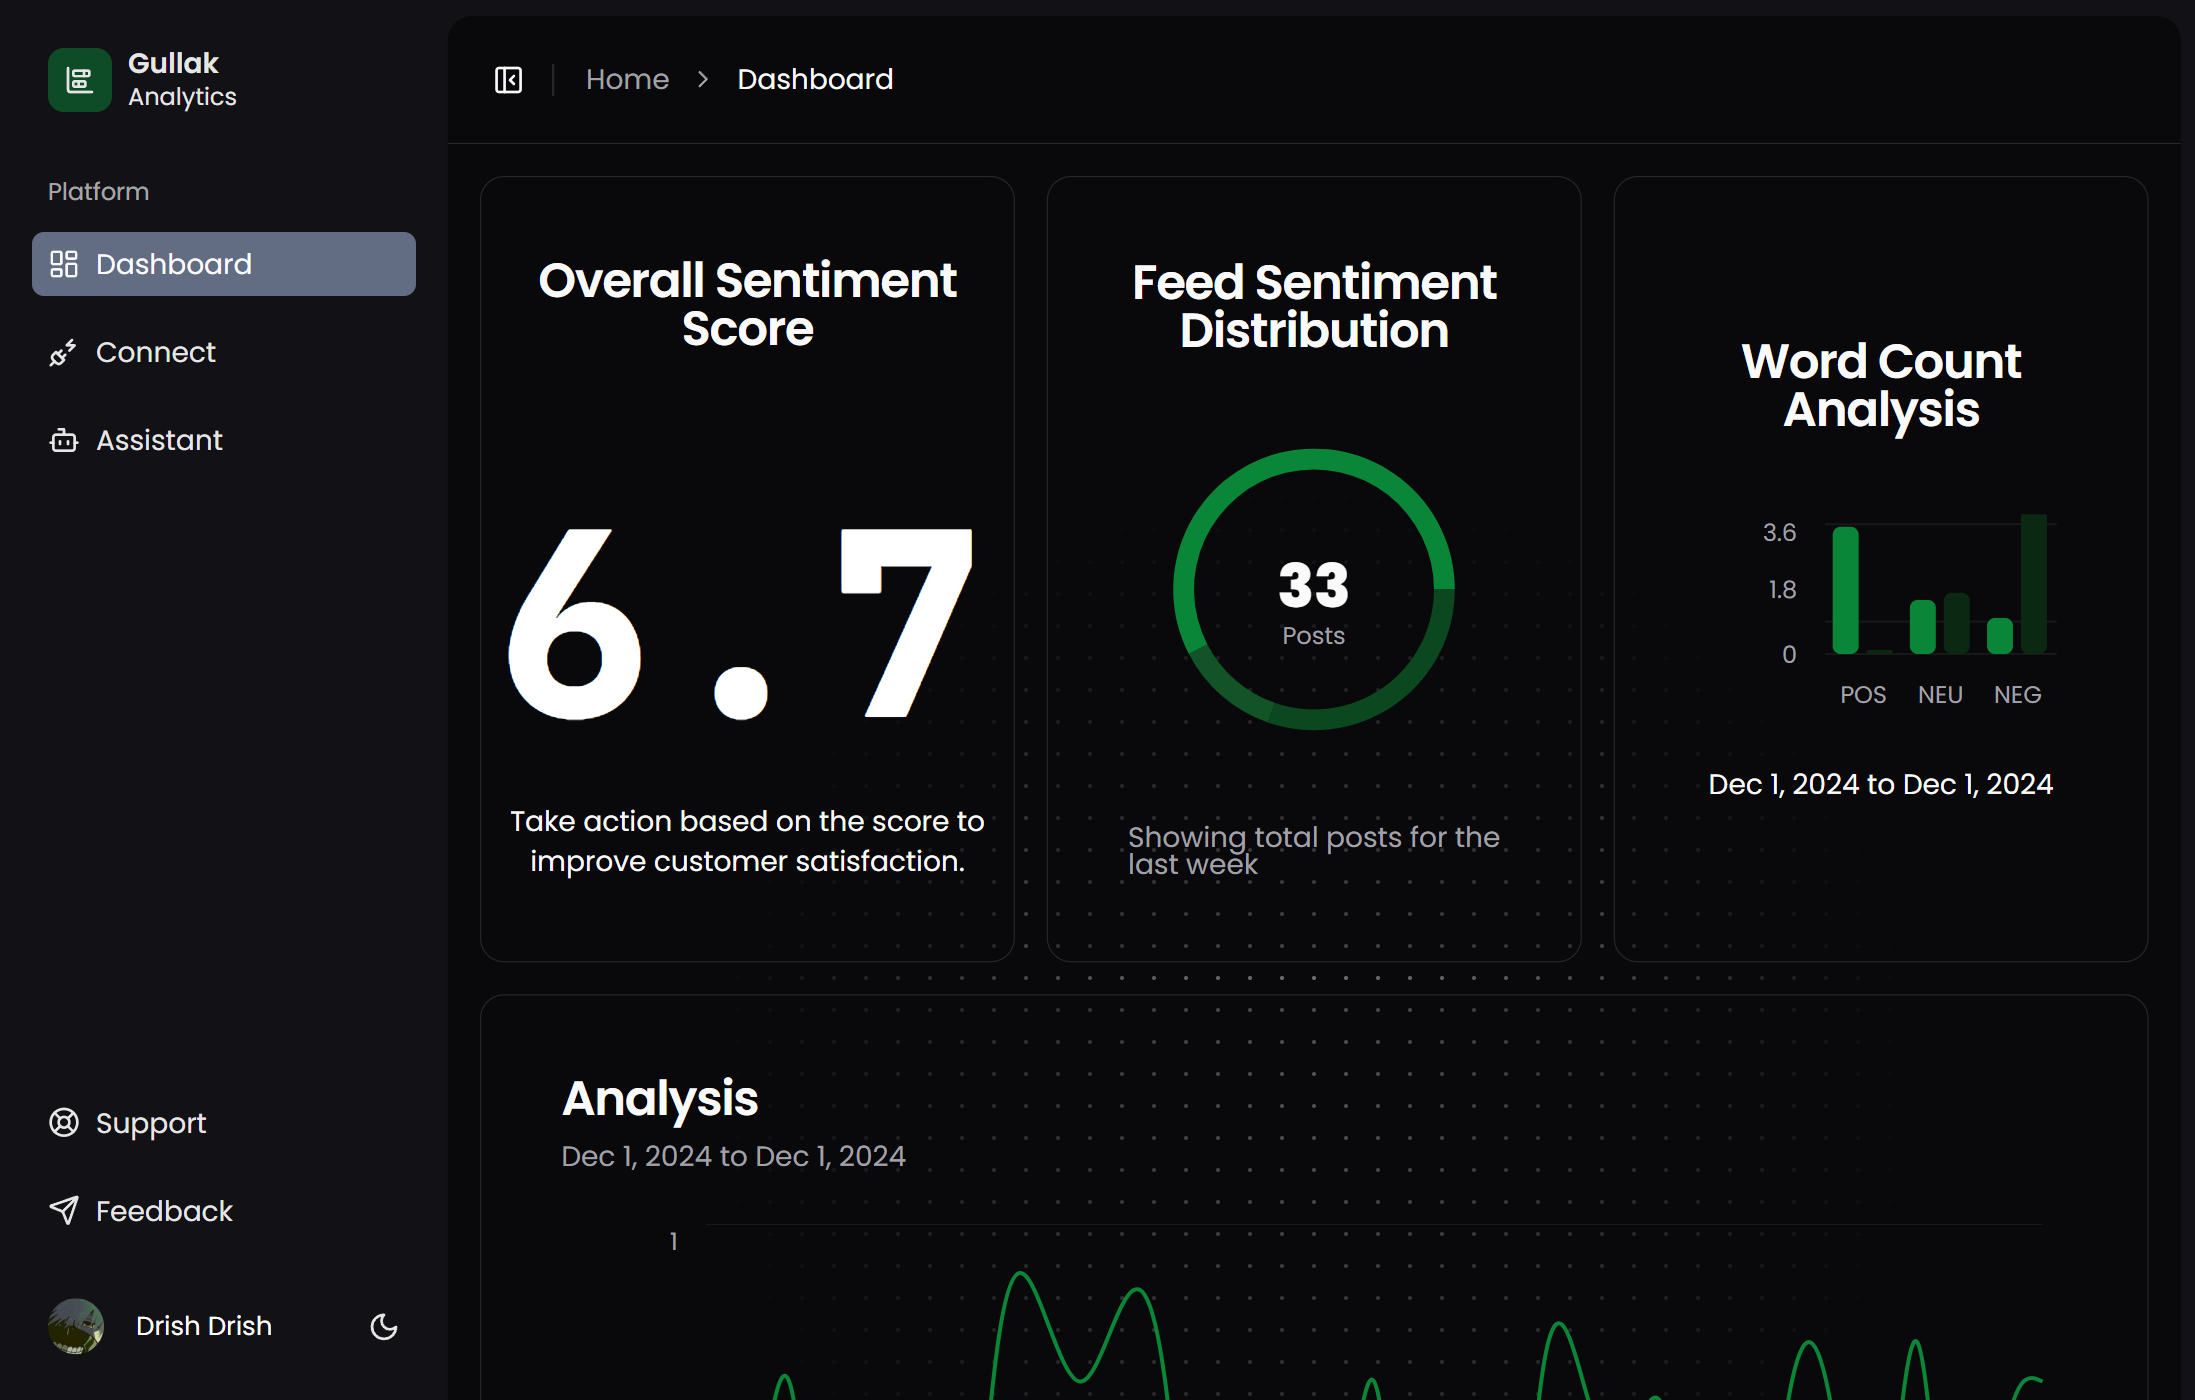 Gullak
Analytics
Platform
Dashboard
Connect
Assistant
Support
Feedback
Drish Drish
Home
Dashboard
Overall Sentiment
Score
6.7
Take action based on the score to
improve customer satisfaction.
Feed Sentiment
Distribution
33
Posts
Showing total posts for the
last week
Word Count
Analysis
3.6
1.8
0
POS NEU NEG
Dec 1, 2024 to Dec 1, 2024
Analysis
Dec 1, 2024 to Dec 1, 2024
1